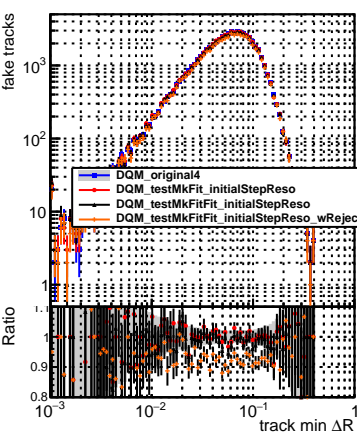 fake tracks
10³
10²
10
1
DQM_original4
DQM_testMkFit_initialStepReso
DQM_testMkFitFit_initialStepReso
DQM_testMkFitFit_initialStepReso_wRejec
Ratio
1.1
1
0.9
0.8
10⁻³ 10⁻² 10⁻¹ 1
track min ΔR